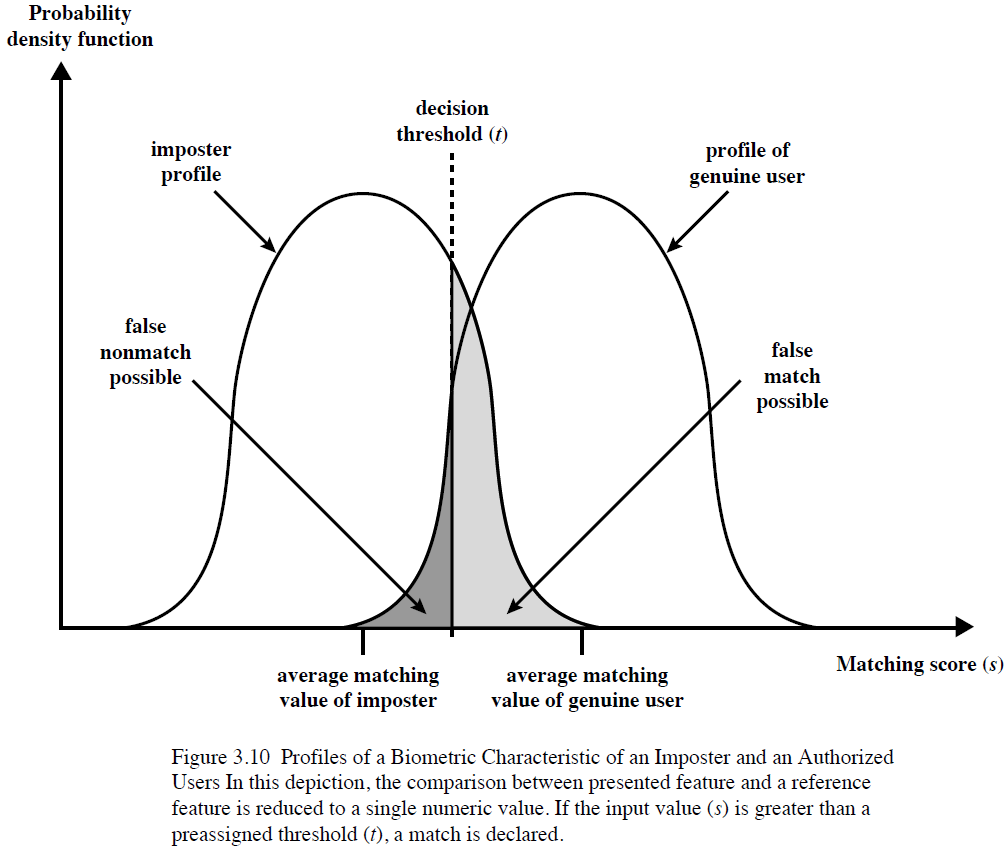 Probability
density function
decision
threshold (t)
imposter
profile
profile of
genuine user
false
nonmatch
possible
false
match
possible
average matching
value of imposter
average matching
value of genuine user
Matching score (s)
Figure 3.10 Profiles of a Biometric Characteristic of an Imposter and an Authorized
Users In this depiction, the comparison between presented feature and a reference
feature is reduced to a single numeric value. If the input value (s) is greater than a
preassigned threshold (t), a match is declared.